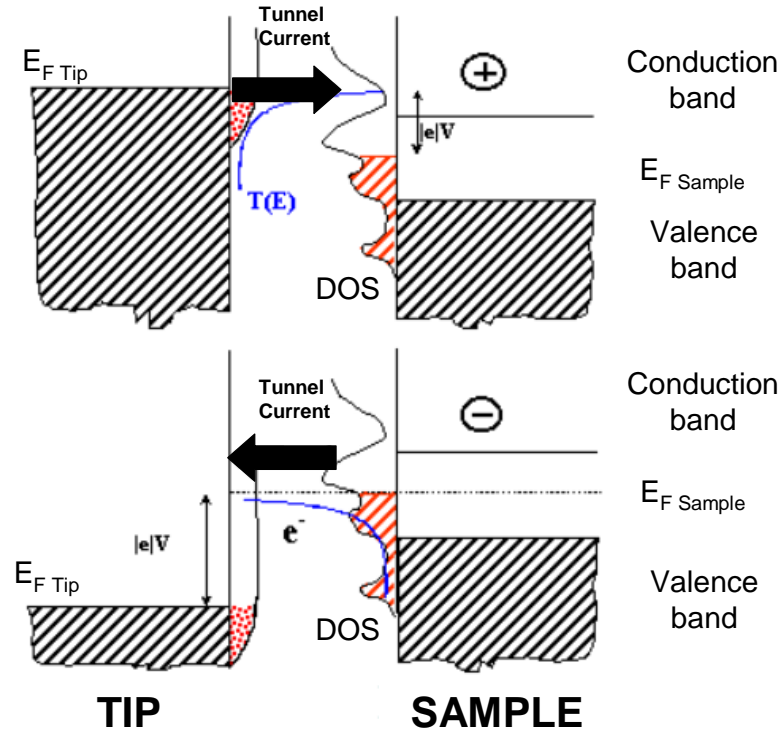 Tunnel
Current
E_F Tip
+
Conduction
band
|e|V
E_F Sample
T(E)
Valence
band
DOS
Tunnel
Current
−
Conduction
band
E_F Sample
|e|V
e⁻
E_F Tip
Valence
band
DOS
TIP SAMPLE